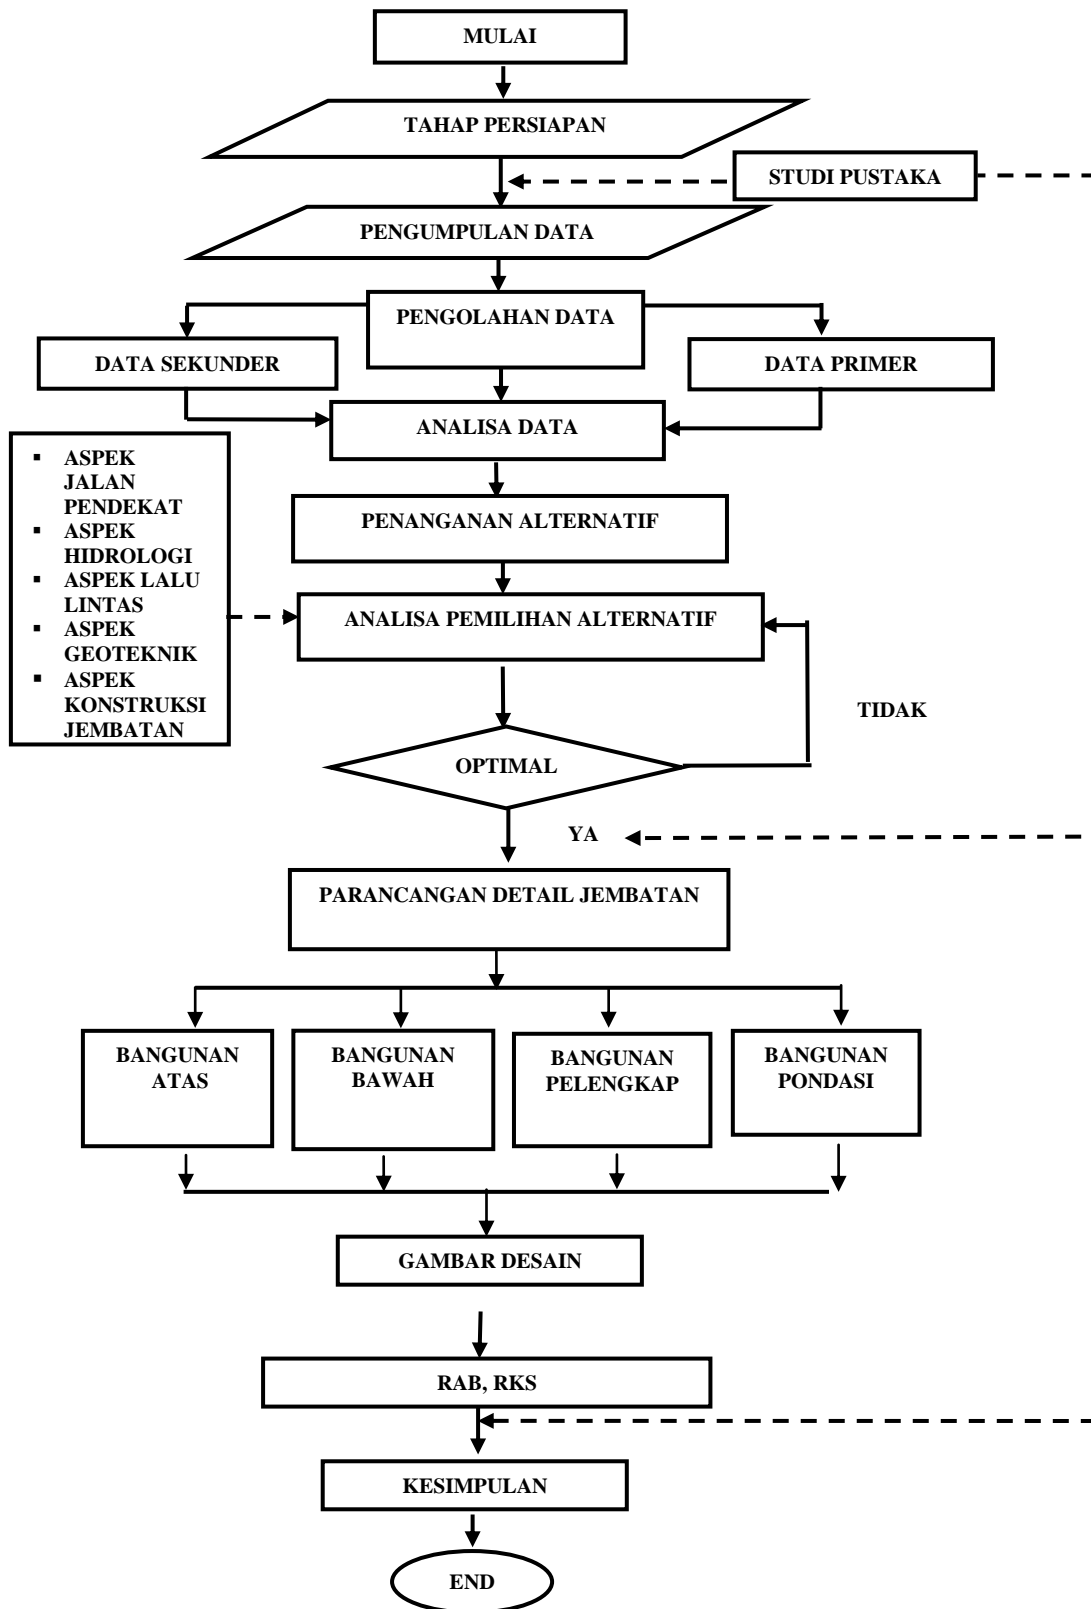 MULAI
TAHAP PERSIAPAN
STUDI PUSTAKA
PENGUMPULAN DATA
PENGOLAHAN DATA
DATA SEKUNDER
DATA PRIMER
ANALISA DATA
▪ ASPEK
JALAN
PENDEKAT
▪ ASPEK
HIDROLOGI
▪ ASPEK LALU
LINTAS
▪ ASPEK
GEOTEKNIK
▪ ASPEK
KONSTRUKSI
JEMBATAN
PENANGANAN ALTERNATIF
ANALISA PEMILIHAN ALTERNATIF
TIDAK
OPTIMAL
YA
PARANCANGAN DETAIL JEMBATAN
BANGUNAN
ATAS
BANGUNAN
BAWAH
BANGUNAN
PELENGKAP
BANGUNAN
PONDASI
GAMBAR DESAIN
RAB, RKS
KESIMPULAN
END